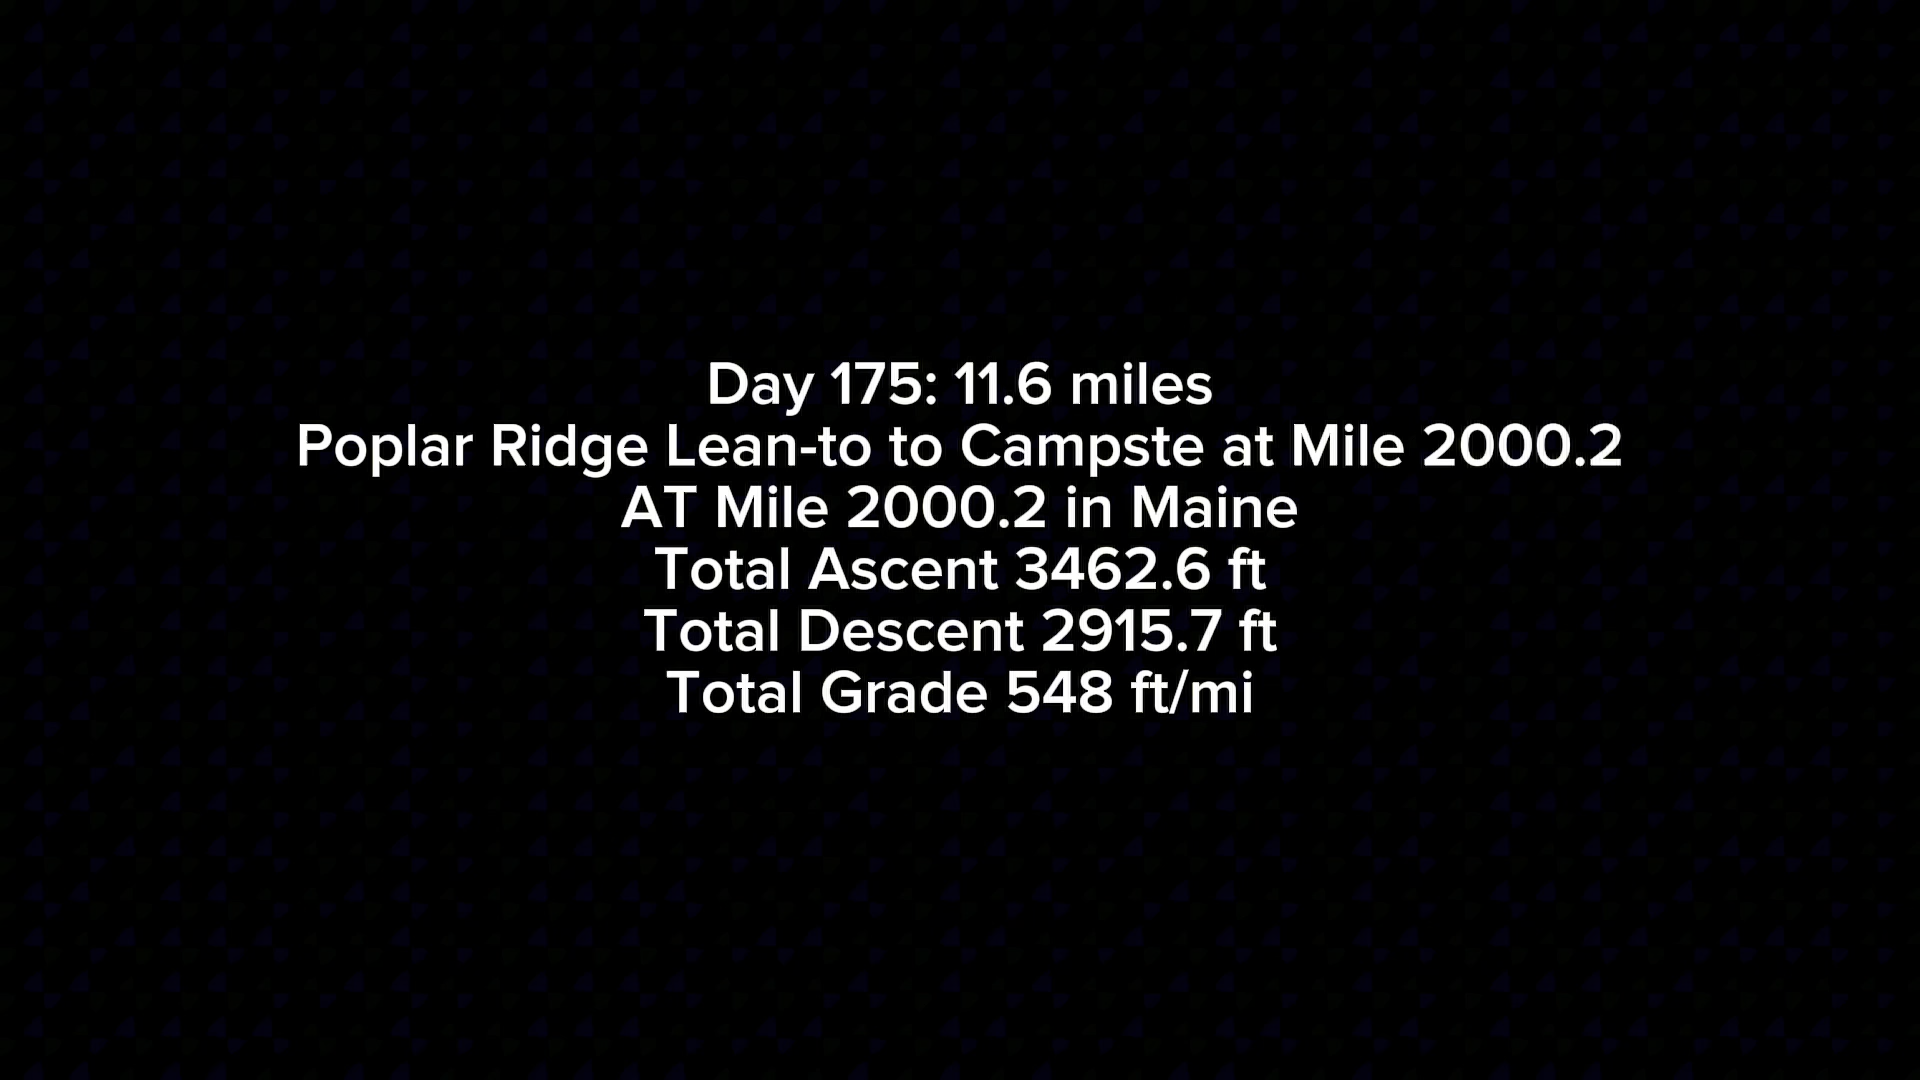 Day 175: 11.6 miles
Poplar Ridge Lean-to to Campste at Mile 2000.2
AT Mile 2000.2 in Maine
Total Ascent 3462.6 ft
Total Descent 2915.7 ft
Total Grade 548 ft/mi